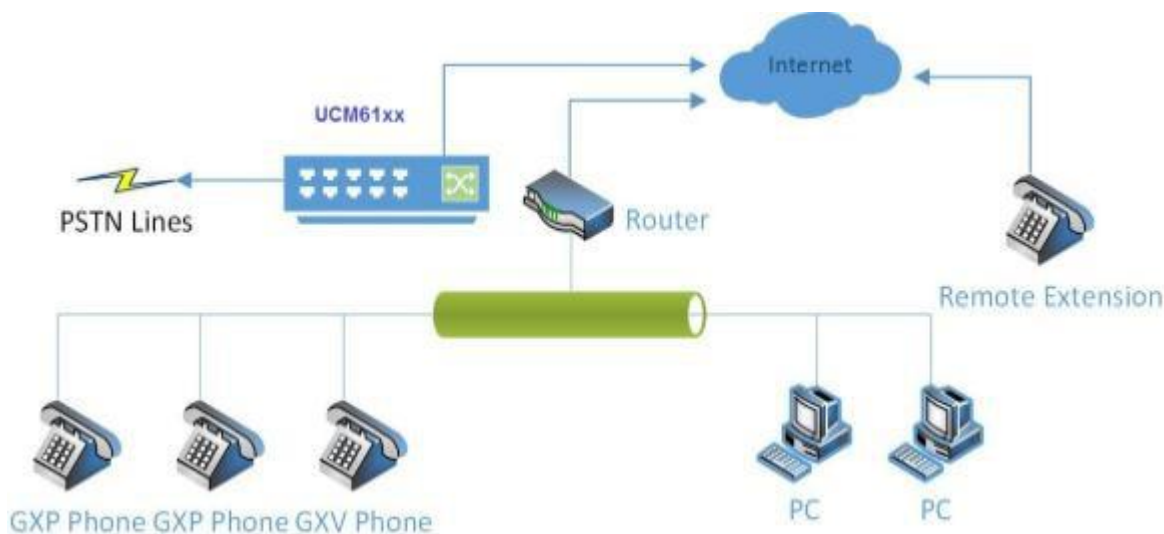 Internet
UCM61xx
PSTN Lines
Router
Remote Extension
GXP Phone
GXP Phone
GXV Phone
PC
PC